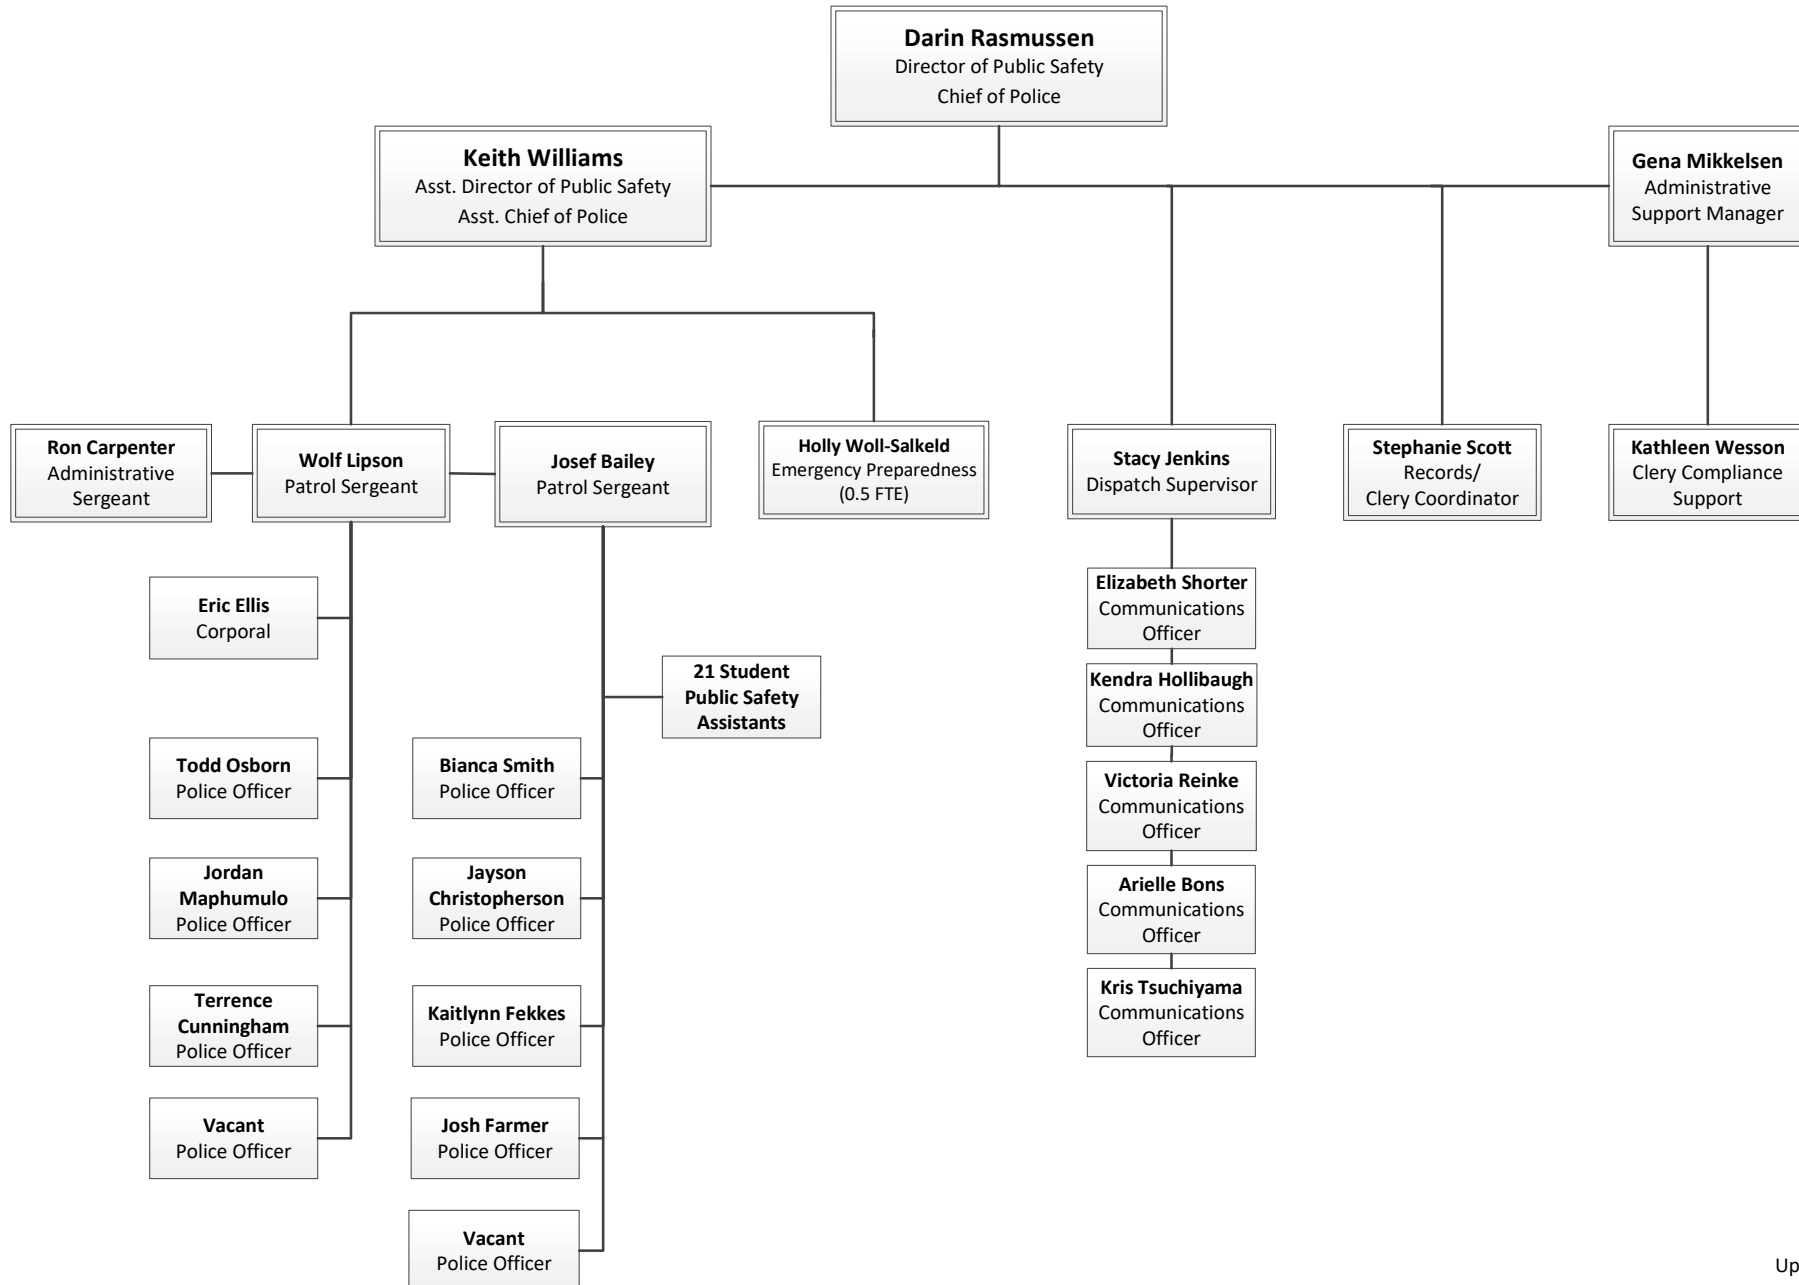 Darin Rasmussen
Director of Public Safety
Chief of Police
Keith Williams
Asst. Director of Public Safety
Asst. Chief of Police
Gena Mikkelsen
Administrative
Support Manager
Ron Carpenter
Administrative
Sergeant
Wolf Lipson
Patrol Sergeant
Josef Bailey
Patrol Sergeant
Holly Woll-Salkeld
Emergency Preparedness
(0.5 FTE)
Stacy Jenkins
Dispatch Supervisor
Stephanie Scott
Records/
Clery Coordinator
Kathleen Wesson
Clery Compliance
Support
Eric Ellis
Corporal
Todd Osborn
Police Officer
Jordan
Maphumulo
Police Officer
Terrence
Cunningham
Police Officer
Vacant
Police Officer
21 Student
Public Safety
Assistants
Bianca Smith
Police Officer
Jayson
Christopherson
Police Officer
Kaitlynn Fekkes
Police Officer
Josh Farmer
Police Officer
Vacant
Police Officer
Elizabeth Shorter
Communications
Officer
Kendra Hollibaugh
Communications
Officer
Victoria Reinke
Communications
Officer
Arielle Bons
Communications
Officer
Kris Tsuchiyama
Communications
Officer
Up